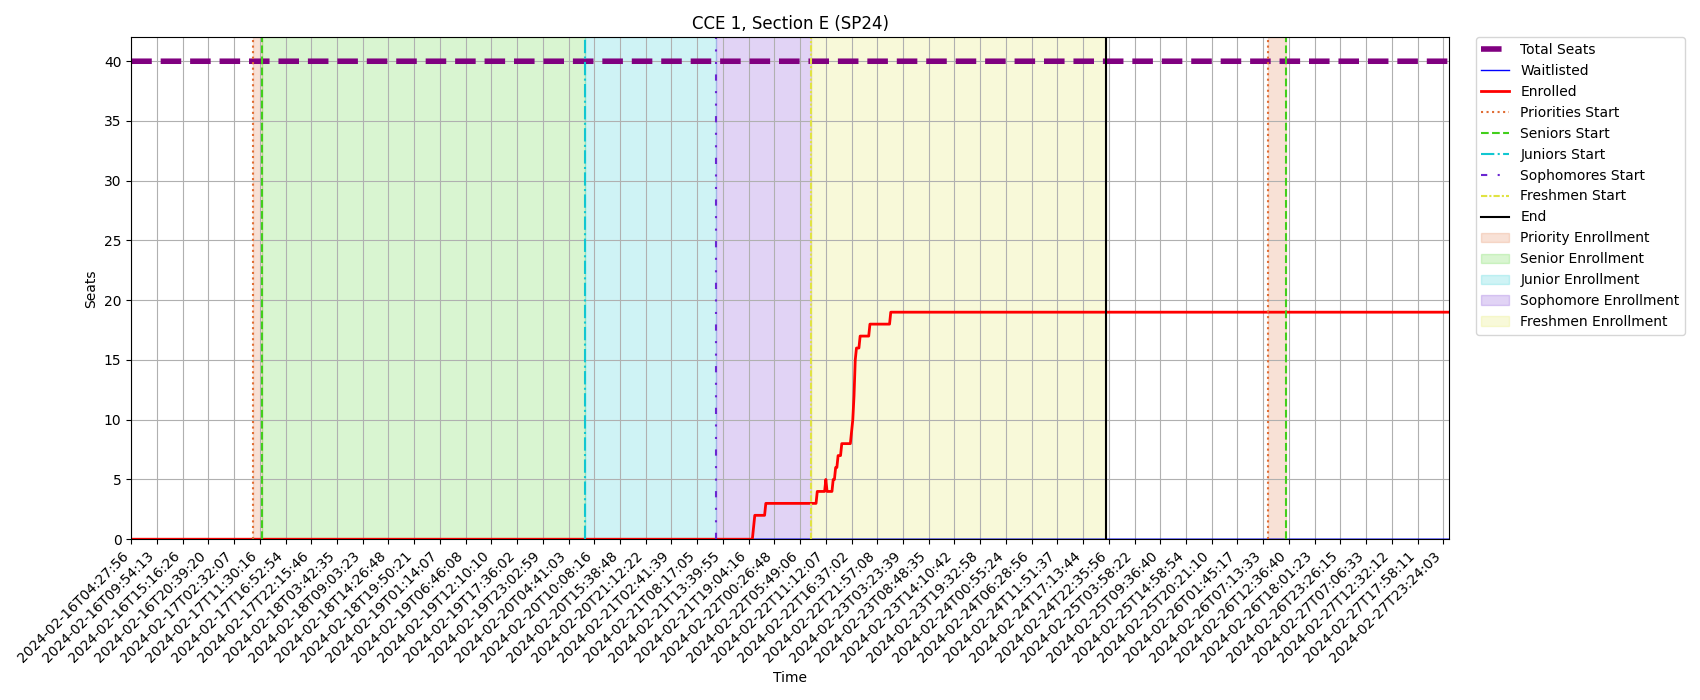 CCE 1, Section E (SP24)
Total Seats
Waitlisted
Enrolled
Priorities Start
Seniors Start
Juniors Start
Sophomores Start
Freshmen Start
End
Priority Enrollment
Senior Enrollment
Junior Enrollment
Sophomore Enrollment
Freshmen Enrollment
Seats
40
35
30
25
20
15
10
5
0
2024-02-16T04:27:56
2024-02-16T09:54:13
2024-02-16T15:16:26
2024-02-16T20:39:20
2024-02-17T02:32:07
2024-02-17T11:30:16
2024-02-17T16:52:54
2024-02-17T22:15:46
2024-02-18T03:42:35
2024-02-18T09:03:23
2024-02-18T14:26:48
2024-02-18T19:50:21
2024-02-19T01:14:07
2024-02-19T06:46:08
2024-02-19T12:10:10
2024-02-19T17:36:02
2024-02-19T23:02:59
2024-02-20T04:41:03
2024-02-20T10:08:16
2024-02-20T15:38:48
2024-02-20T21:12:22
2024-02-21T02:41:39
2024-02-21T08:17:05
2024-02-21T13:39:55
2024-02-21T19:04:16
2024-02-22T00:26:48
2024-02-22T05:49:06
2024-02-22T11:12:07
2024-02-22T16:37:02
2024-02-22T21:57:08
2024-02-23T03:23:39
2024-02-23T08:48:35
2024-02-23T14:10:42
2024-02-23T19:32:58
2024-02-24T00:55:24
2024-02-24T06:28:56
2024-02-24T11:51:37
2024-02-24T17:13:44
2024-02-24T22:35:56
2024-02-25T03:58:22
2024-02-25T09:36:40
2024-02-25T14:58:54
2024-02-25T20:21:10
2024-02-26T01:45:17
2024-02-26T07:13:33
2024-02-26T12:36:40
2024-02-26T18:01:23
2024-02-26T23:26:15
2024-02-27T07:06:33
2024-02-27T12:32:12
2024-02-27T17:58:11
2024-02-27T23:24:03
Time